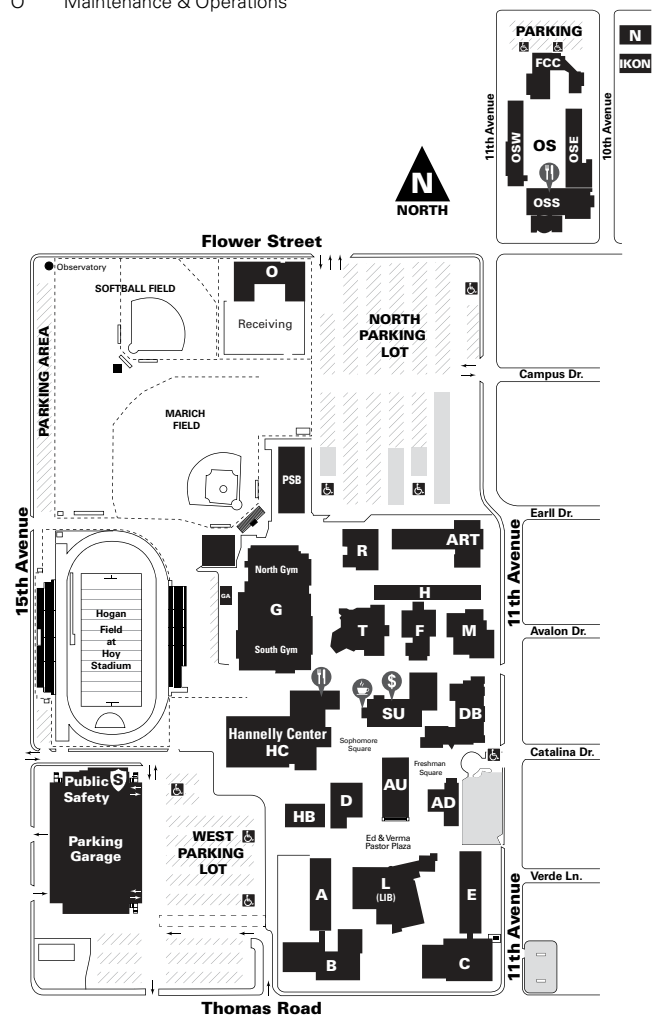 O Maintenance & Operations
PARKING
N
FCC
IKON
11th Avenue
OSW
OS
OSE
10th Avenue
OSS
N
NORTH
Flower Street
Observatory
O
SOFTBALL FIELD
Receiving
NORTH
PARKING
LOT
PARKING AREA
Campus Dr.
MARICH
FIELD
PSB
Earll Dr.
15th Avenue
R
ART
11th Avenue
North Gym
GA
G
H
Hogan
Field
at
Hoy
Stadium
T
F
M
Avalon Dr.
South Gym
$
SU
DB
Hannelly Center
HC
Sophomore
Square
Catalina Dr.
Freshman
Square
Public
Safety
S
AU
D
AD
HB
WEST
PARKING
LOT
Parking
Garage
Ed & Verma
Pastor Plaza
Verde Ln.
A
L
(LIB)
E
11th Avenue
B
C
Thomas Road